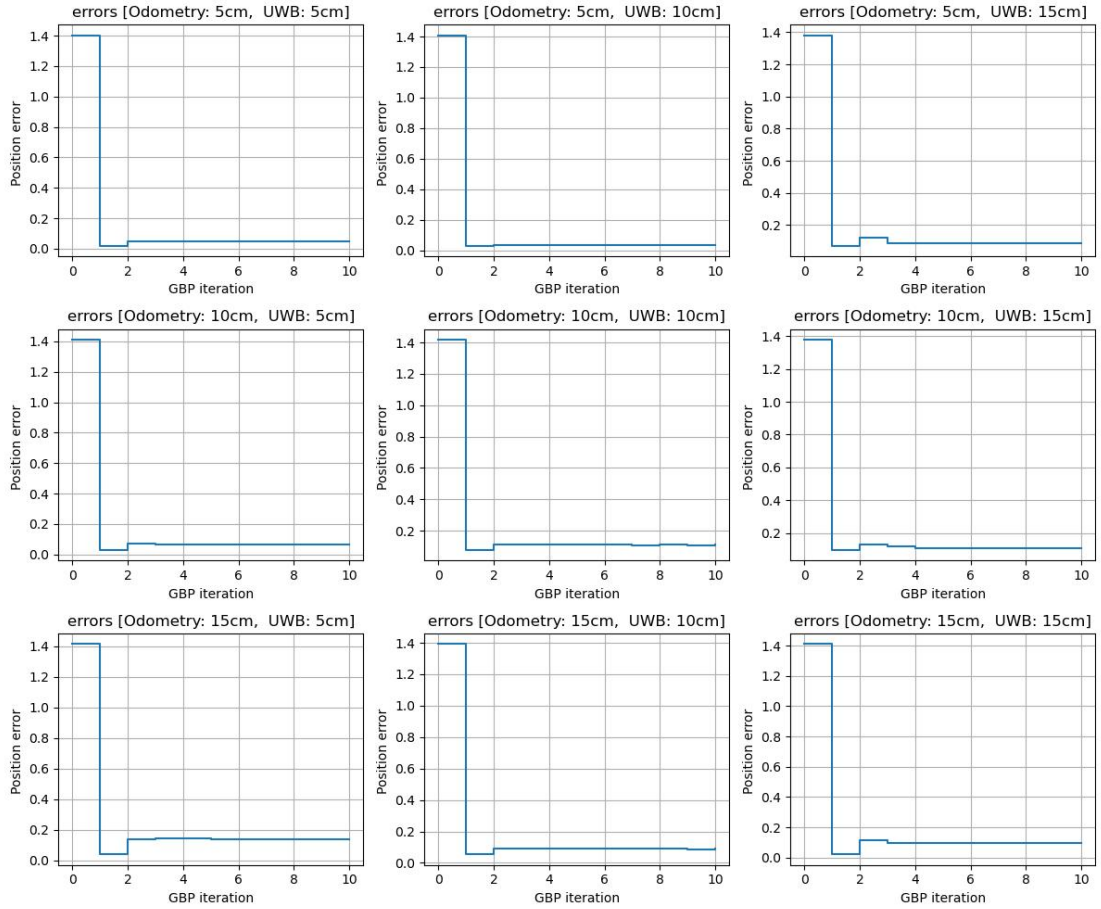 errors [Odometry: 5cm,  UWB: 5cm]
1.4
1.2
1.0
0.8
0.6
0.4
0.2
0.0
Position error
0 2 4 6 8 10
GBP iteration
errors [Odometry: 5cm,  UWB: 10cm]
1.4
1.2
1.0
0.8
0.6
0.4
0.2
0.0
Position error
0 2 4 6 8 10
GBP iteration
errors [Odometry: 5cm,  UWB: 15cm]
1.4
1.2
1.0
0.8
0.6
0.4
0.2
Position error
0 2 4 6 8 10
GBP iteration
errors [Odometry: 10cm,  UWB: 5cm]
1.4
1.2
1.0
0.8
0.6
0.4
0.2
0.0
Position error
0 2 4 6 8 10
GBP iteration
errors [Odometry: 10cm,  UWB: 10cm]
1.4
1.2
1.0
0.8
0.6
0.4
0.2
Position error
0 2 4 6 8 10
GBP iteration
errors [Odometry: 10cm,  UWB: 15cm]
1.4
1.2
1.0
0.8
0.6
0.4
0.2
Position error
0 2 4 6 8 10
GBP iteration
errors [Odometry: 15cm,  UWB: 5cm]
1.4
1.2
1.0
0.8
0.6
0.4
0.2
0.0
Position error
0 2 4 6 8 10
GBP iteration
errors [Odometry: 15cm,  UWB: 10cm]
1.4
1.2
1.0
0.8
0.6
0.4
0.2
0.0
Position error
0 2 4 6 8 10
GBP iteration
errors [Odometry: 15cm,  UWB: 15cm]
1.4
1.2
1.0
0.8
0.6
0.4
0.2
0.0
Position error
0 2 4 6 8 10
GBP iteration